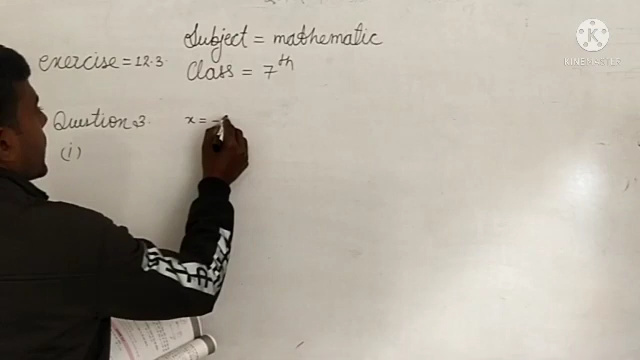 Subject = mathematic
exercise = 12.3.
Class = 7th
Question 3.
x = -
(i)
KINEMASTER